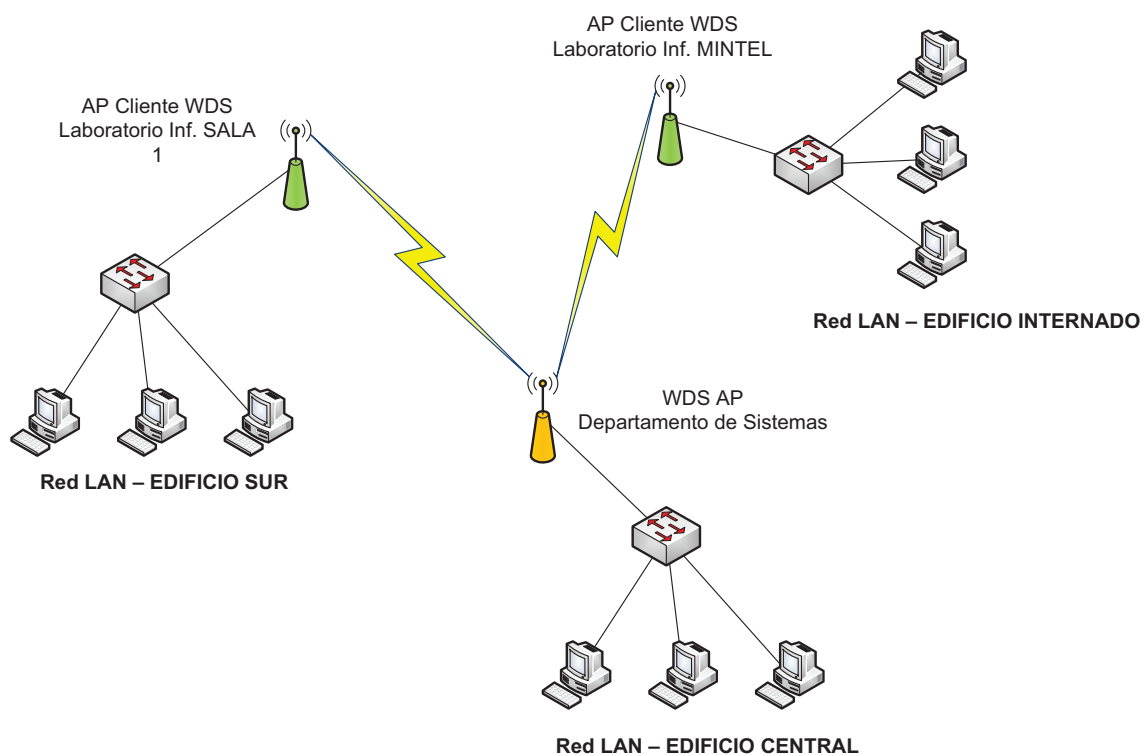 AP Cliente WDS
Laboratorio Inf. MINTEL
AP Cliente WDS
Laboratorio Inf. SALA
1
Red LAN – EDIFICIO INTERNADO
WDS AP
Departamento de Sistemas
Red LAN – EDIFICIO SUR
Red LAN – EDIFICIO CENTRAL